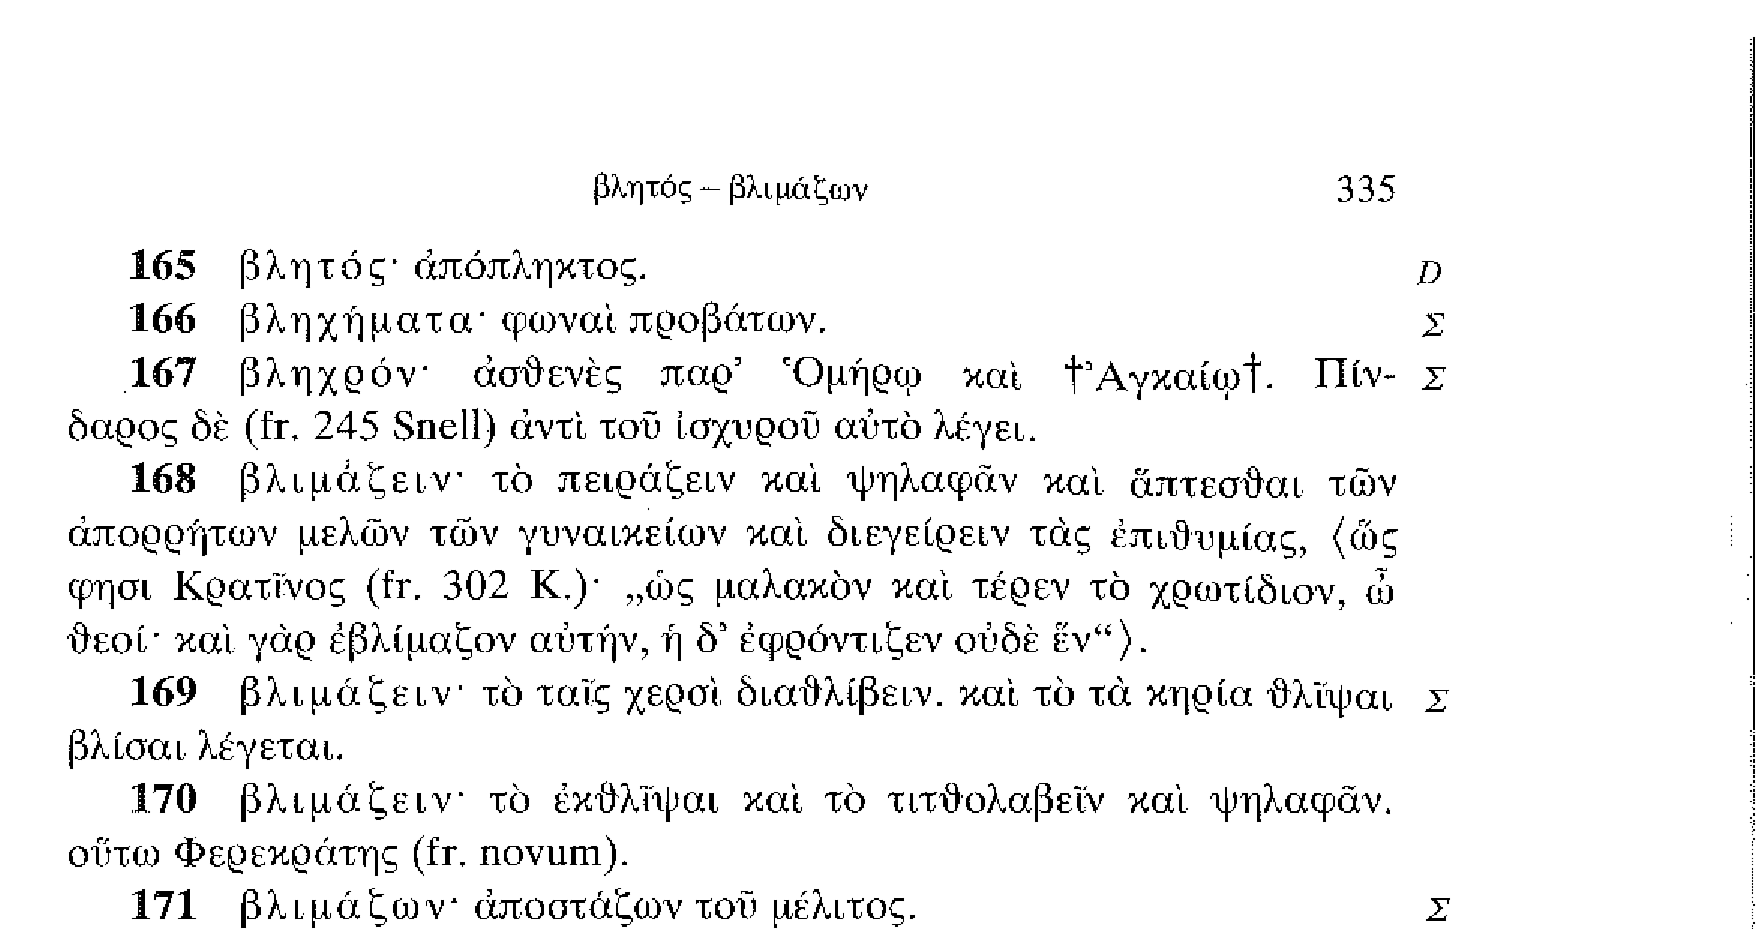 βλητός – βλιμάζων 335
165 βλητός· ἀπόπληκτος. D
166 βληχήματα· φωναὶ προβάτων. Σ
167 βληχρόν· ἀσθενὲς παρ’ Ὁμήρῳ καὶ †Ἀγκαίῳ†. Πίν- Σ
δαρος δὲ (fr. 245 Snell) ἀντὶ τοῦ ἰσχυροῦ αὐτὸ λέγει.
168 βλιμάζειν· τὸ πειράζειν καὶ ψηλαφᾶν καὶ ἅπτεσθαι τῶν
ἀπορρήτων μελῶν τῶν γυναικείων καὶ διεγείρειν τὰς ἐπιθυμίας, ⟨ὥς
φησι Κρατῖνος (fr. 302 K.)· „ὡς μαλακὸν καὶ τέρεν τὸ χρωτίδιον, ὦ
θεοί· καὶ γὰρ ἐβλίμαζον αὐτήν, ἡ δ’ ἐφρόντιζεν οὐδὲ ἕν“⟩.
169 βλιμάζειν· τὸ ταῖς χερσὶ διαθλίβειν. καὶ τὸ τὰ κηρία θλῖψαι Σ
βλίσαι λέγεται.
170 βλιμάζειν· τὸ ἐκθλῖψαι καὶ τὸ τιτθολαβεῖν καὶ ψηλαφᾶν.
οὕτω Φερεκράτης (fr. novum).
171 βλιμάζων· ἀποστάζων τοῦ μέλιτος. Σ